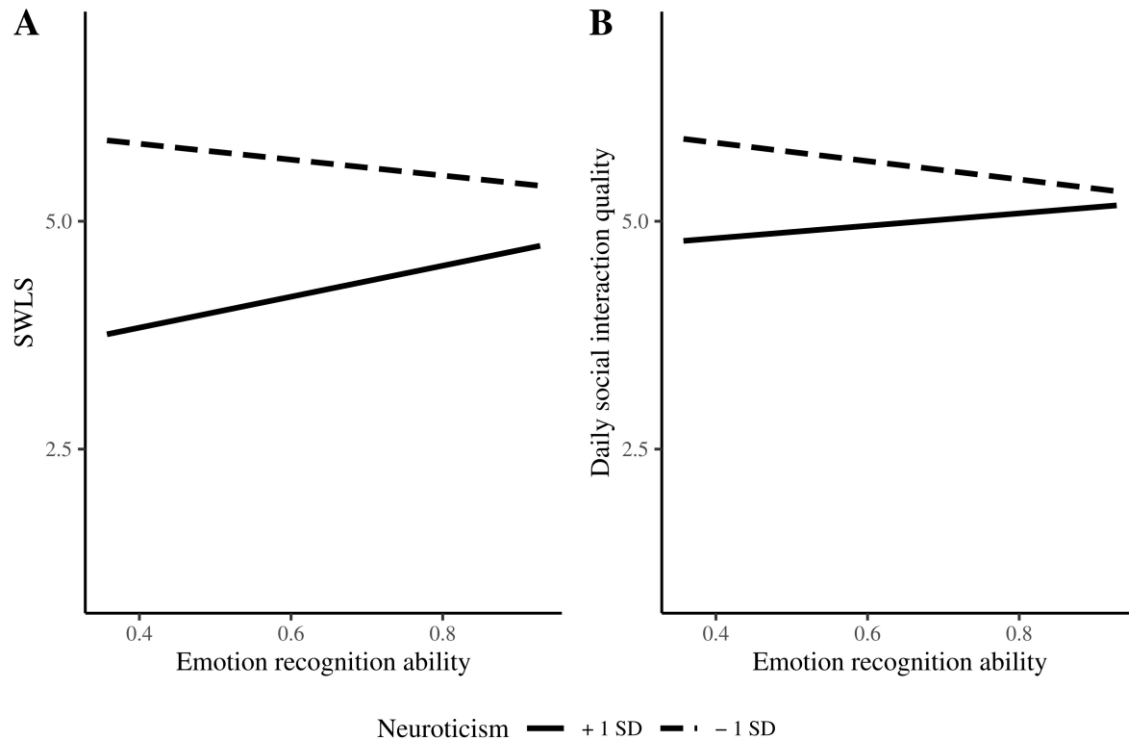 A
SWLS
5.0
2.5
0.4 0.6 0.8
Emotion recognition ability
B
Daily social interaction quality
5.0
2.5
0.4 0.6 0.8
Emotion recognition ability
Neuroticism + 1 SD − 1 SD